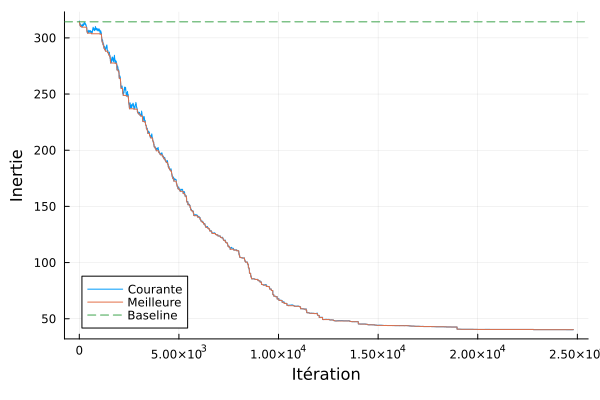 300
250
200
150
100
50
Inertie
Courante
Meilleure
Baseline
0 5.00×10³ 1.00×10⁴ 1.50×10⁴ 2.00×10⁴ 2.50×10⁴
Itération